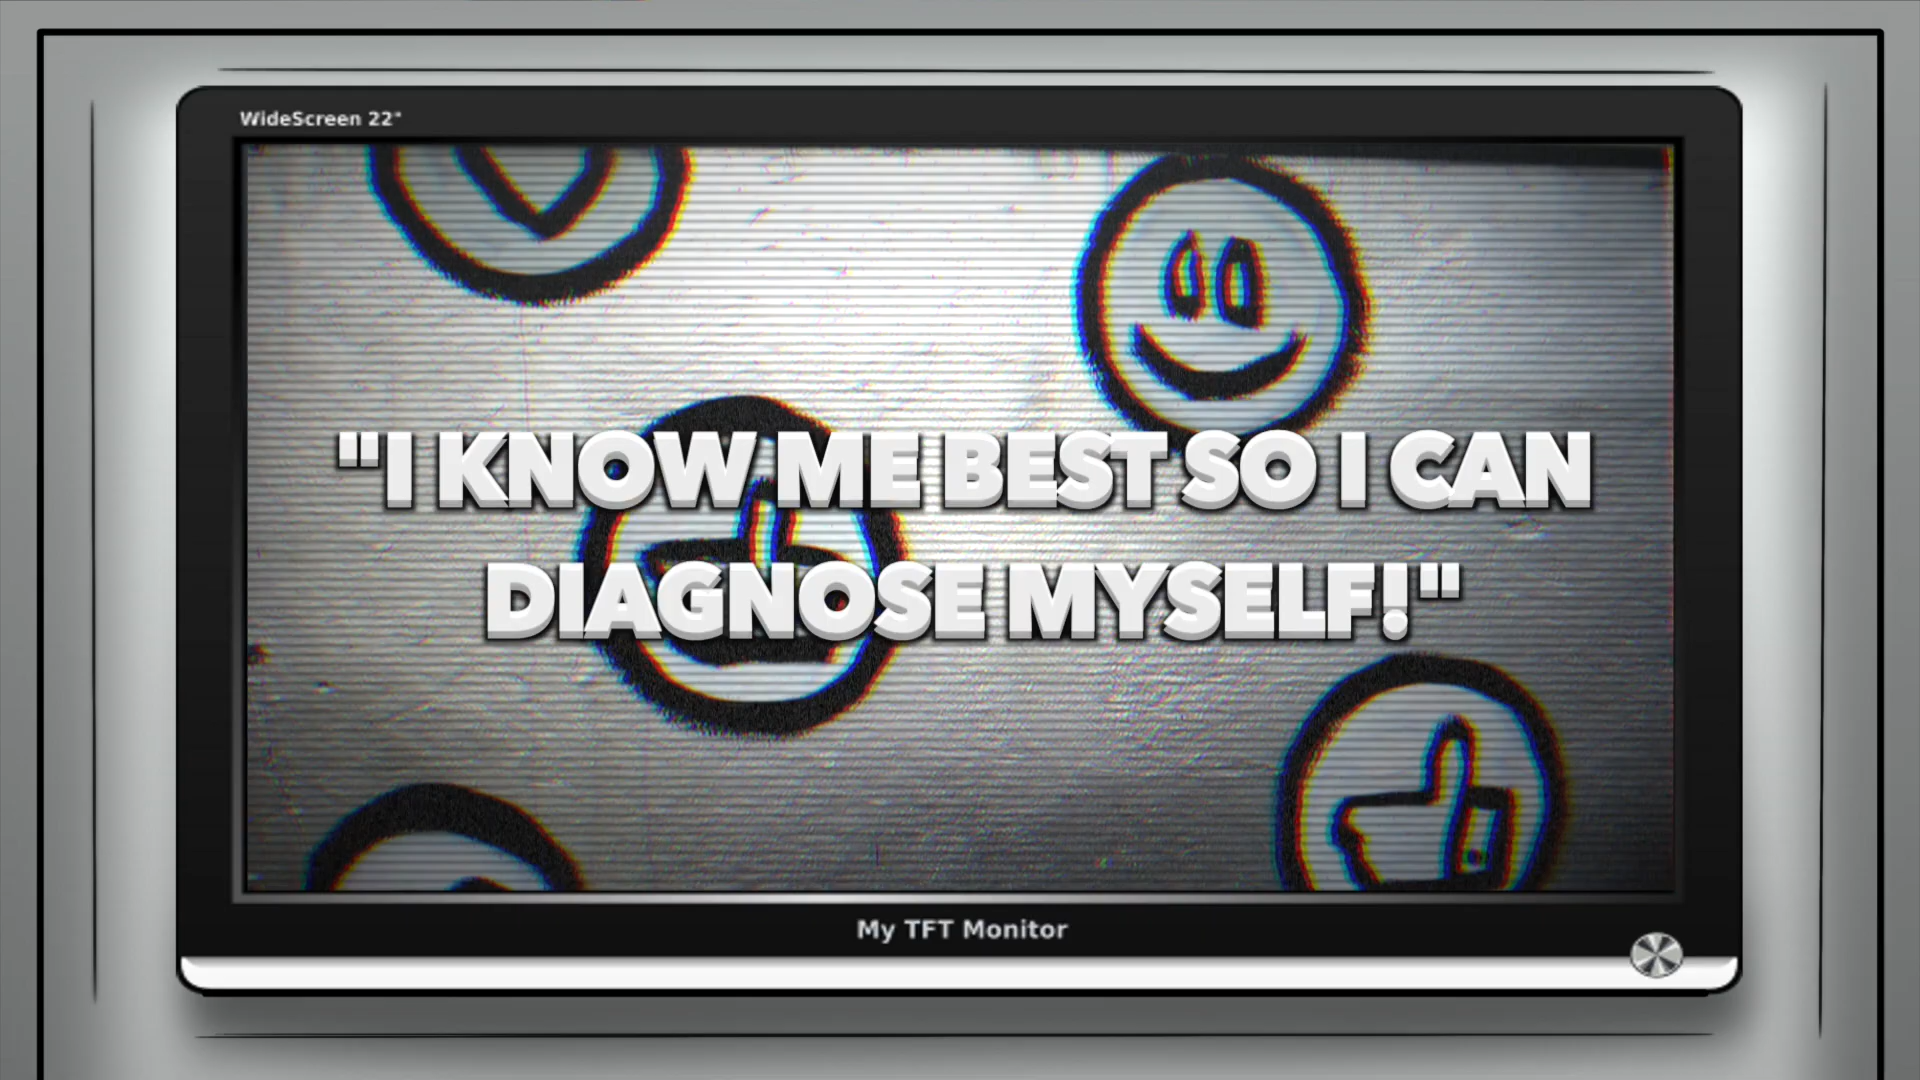 WideScreen 22"
"I KNOW ME BEST SO I CAN
DIAGNOSE MYSELF!"
My TFT Monitor